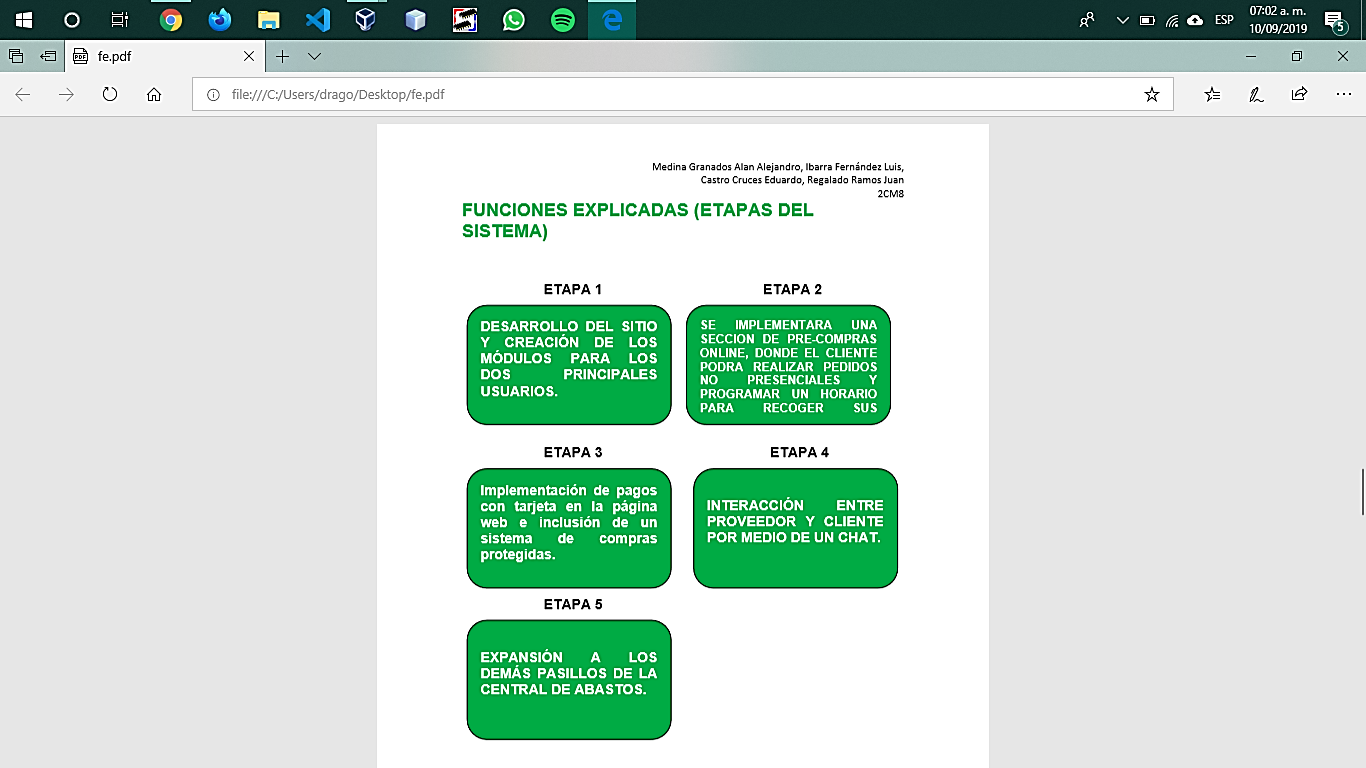 07:02 a. m.
ESP
10/09/2019
5
fe.pdf
file:///C:/Users/drago/Desktop/fe.pdf
Medina Granados Alan Alejandro, Ibarra Fernández Luis,
Castro Cruces Eduardo, Regalado Ramos Juan
2CM8
FUNCIONES EXPLICADAS (ETAPAS DEL
SISTEMA)
ETAPA 1
DESARROLLO DEL SITIO
Y CREACIÓN DE LOS
MÓDULOS PARA LOS
DOS PRINCIPALES
USUARIOS.
ETAPA 2
SE IMPLEMENTARA UNA
SECCION DE PRE-COMPRAS
ONLINE, DONDE EL CLIENTE
PODRA REALIZAR PEDIDOS
NO PRESENCIALES Y
PROGRAMAR UN HORARIO
PARA RECOGER SUS
ETAPA 3
Implementación de pagos
con tarjeta en la página
web e inclusión de un
sistema de compras
protegidas.
ETAPA 4
INTERACCIÓN ENTRE
PROVEEDOR Y CLIENTE
POR MEDIO DE UN CHAT.
ETAPA 5
EXPANSIÓN A LOS
DEMÁS PASILLOS DE LA
CENTRAL DE ABASTOS.